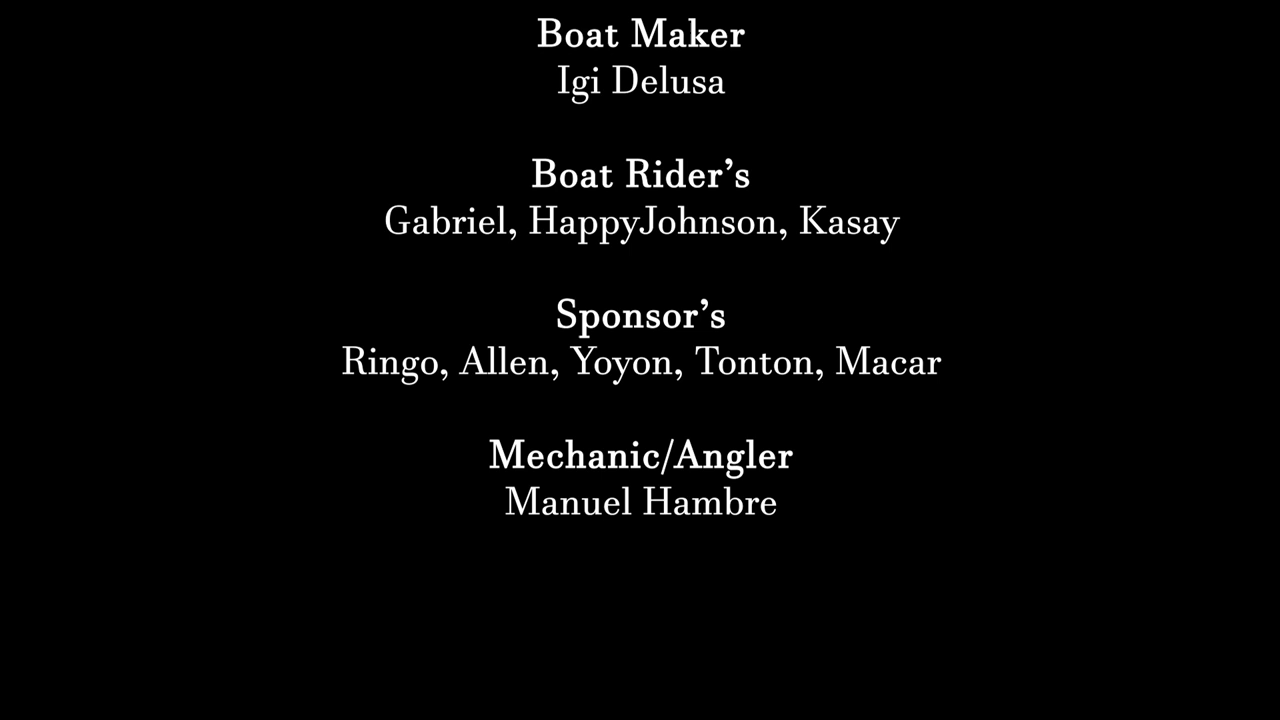 Boat Maker
Igi Delusa
Boat Rider’s
Gabriel, HappyJohnson, Kasay
Sponsor’s
Ringo, Allen, Yoyon, Tonton, Macar
Mechanic/Angler
Manuel Hambre